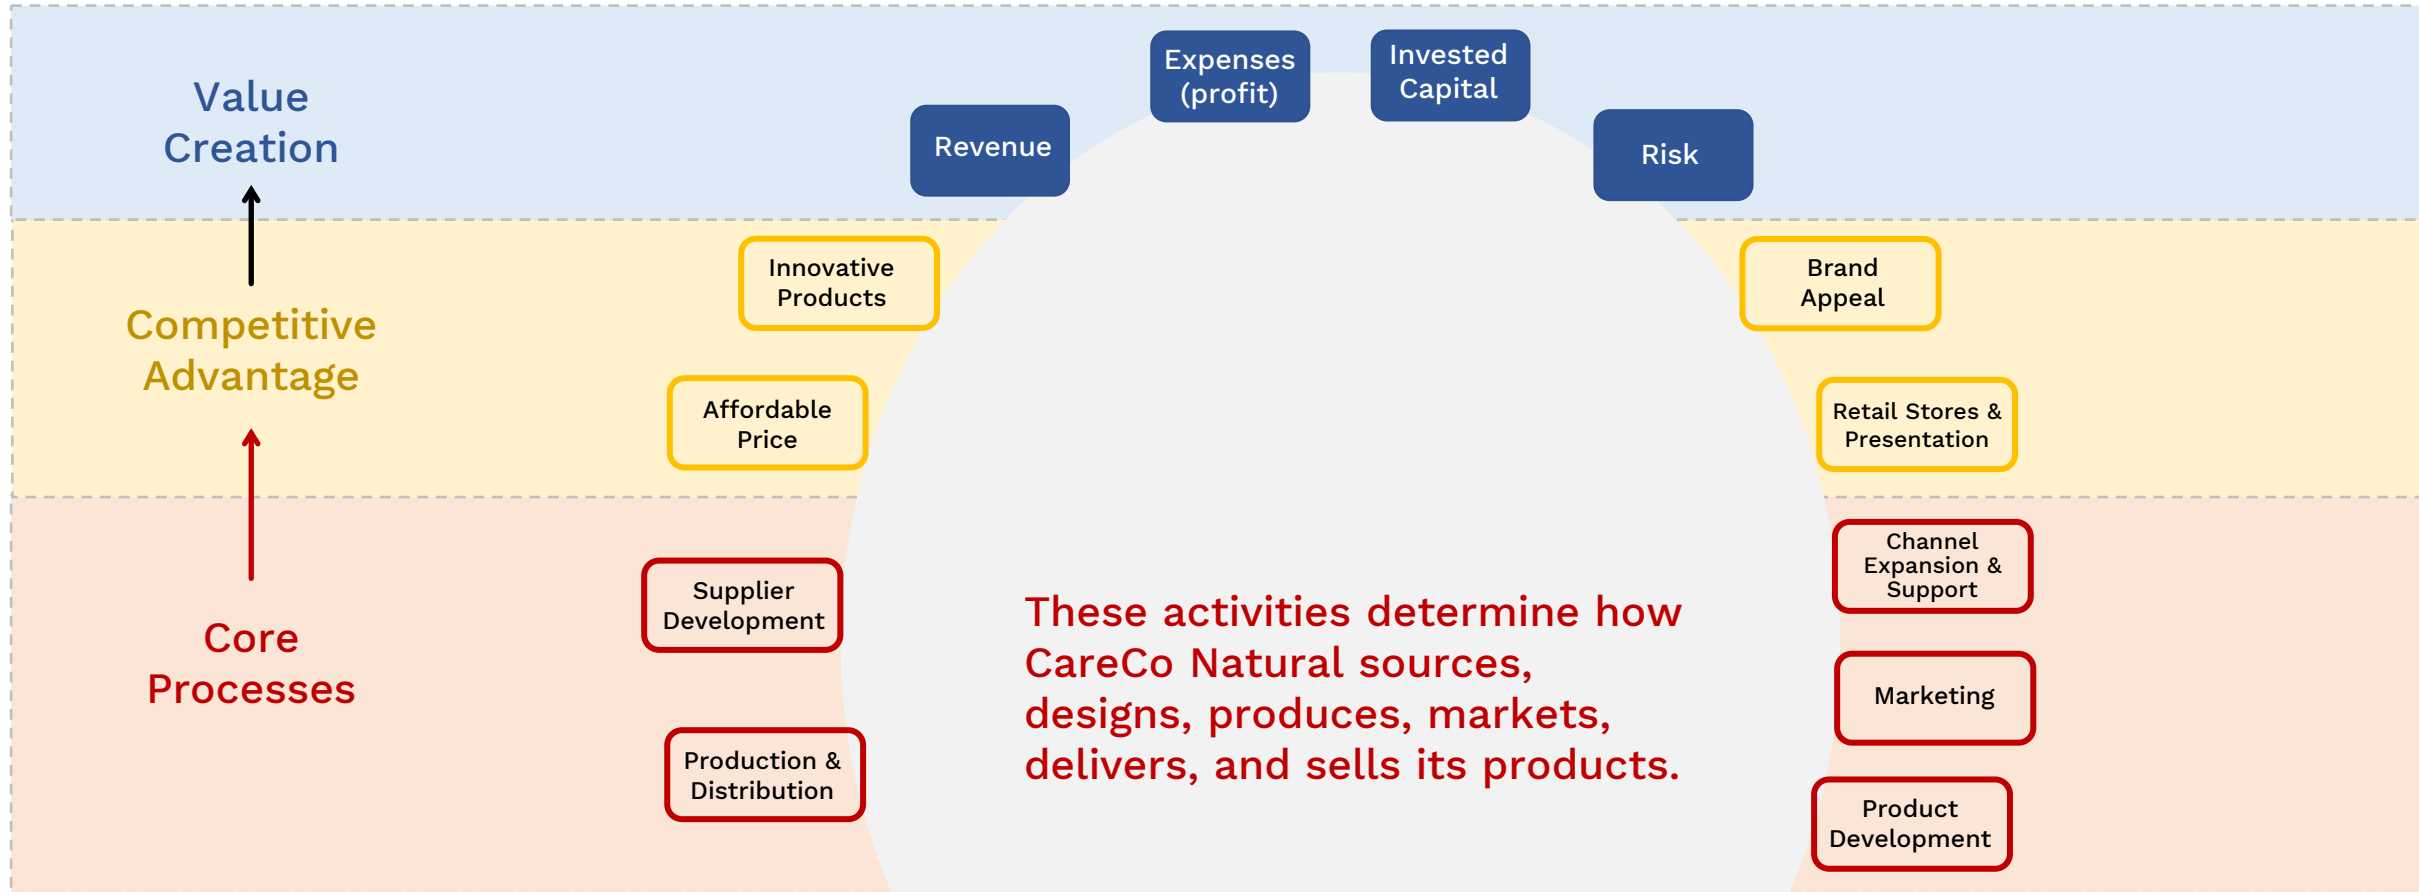 Value
Creation
Revenue
Expenses
(profit)
Invested
Capital
Risk
Competitive
Advantage
Innovative
Products
Brand
Appeal
Affordable
Price
Retail Stores &
Presentation
Core
Processes
Supplier
Development
Channel
Expansion &
Support
These activities determine how
CareCo Natural sources,
designs, produces, markets,
delivers, and sells its products.
Marketing
Production &
Distribution
Product
Development